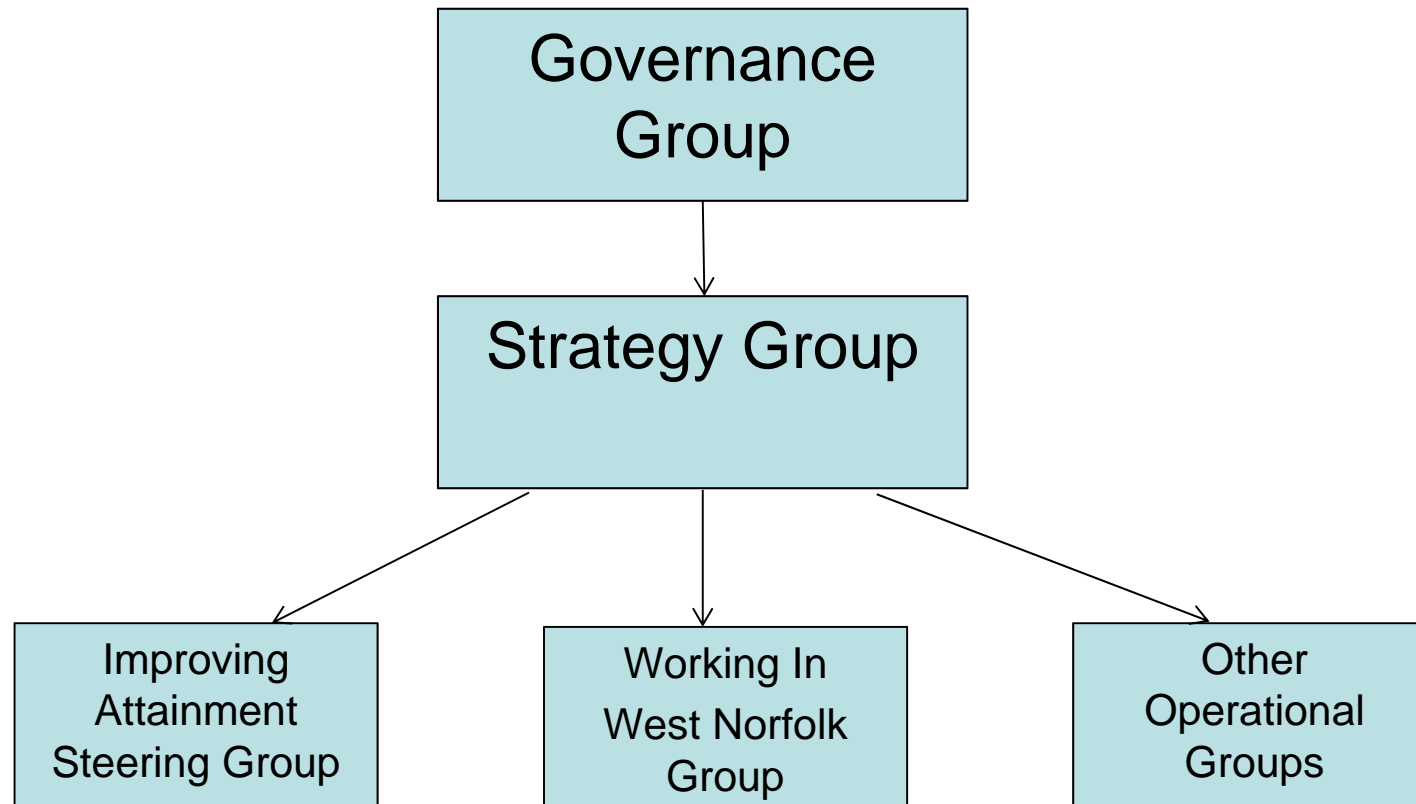 Governance
Group
Strategy Group
Improving
Attainment
Steering Group
Working In
West Norfolk
Group
Other
Operational
Groups